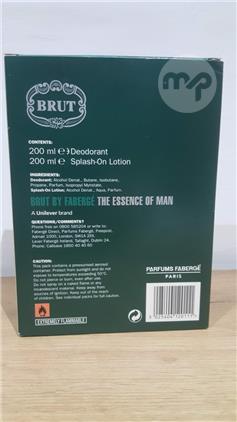 mp
BRUT
CONTENTS:
200 ml ℮ Deodorant
200 ml ℮ Splash-On Lotion
INGREDIENTS:
Deodorant: Alcohol Denat., Butane, Isobutane,
Propane, Parfum, Isopropyl Myristate.
Splash-On Lotion: Alcohol Denat., Aqua, Parfum.
BRUT BY FABERGÉ THE ESSENCE OF MAN
A Unilever brand
QUESTIONS/COMMENTS?
Phone free on 0800 585204 or write to:
Fabergé Direct, Parfums Fabergé, Freepost,
Admail 1000, London, SW1A 2XX.
Lever Fabergé Ireland, Tallaght, Dublin 24.
Phone: Callsave 1850 40 40 40
CAUTION:
This pack contains a pressurised aerosol
container. Protect from sunlight and do not
expose to temperatures exceeding 50°C.
Do not pierce or burn, even after use.
Do not spray on a naked flame or any
incandescent material. Keep away from
sources of ignition. Keep out of the reach
of children. See individual packs for full caution.
EXTREMELY FLAMMABLE
PARFUMS FABERGÉ
PARIS